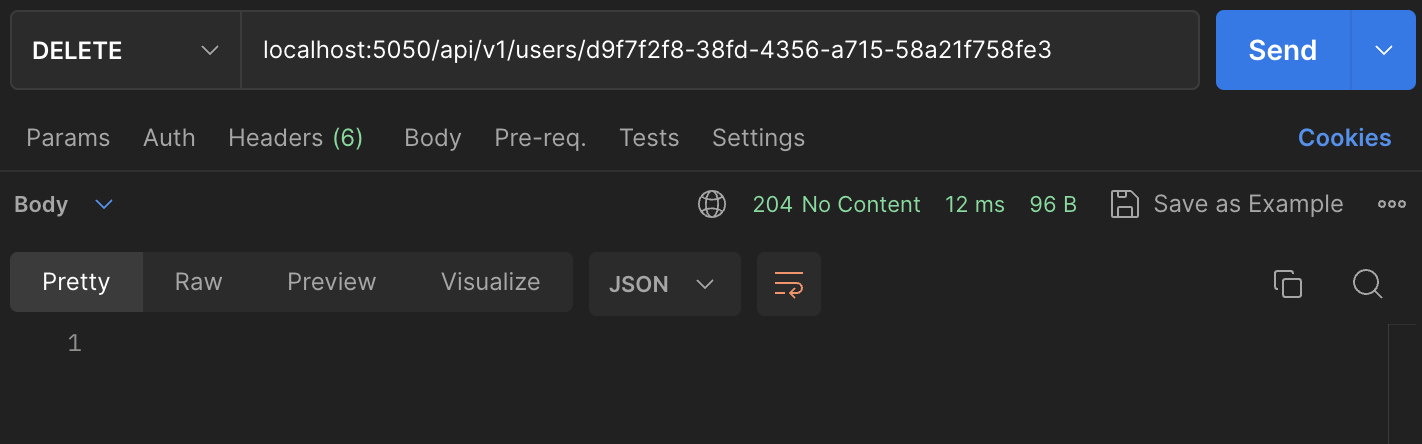 DELETE localhost:5050/api/v1/users/d9f7f2f8-38fd-4356-a715-58a21f758fe3 Send
Params Auth Headers (6) Body Pre-req. Tests Settings Cookies
Body 204 No Content 12 ms 96 B Save as Example
Pretty Raw Preview Visualize JSON
1